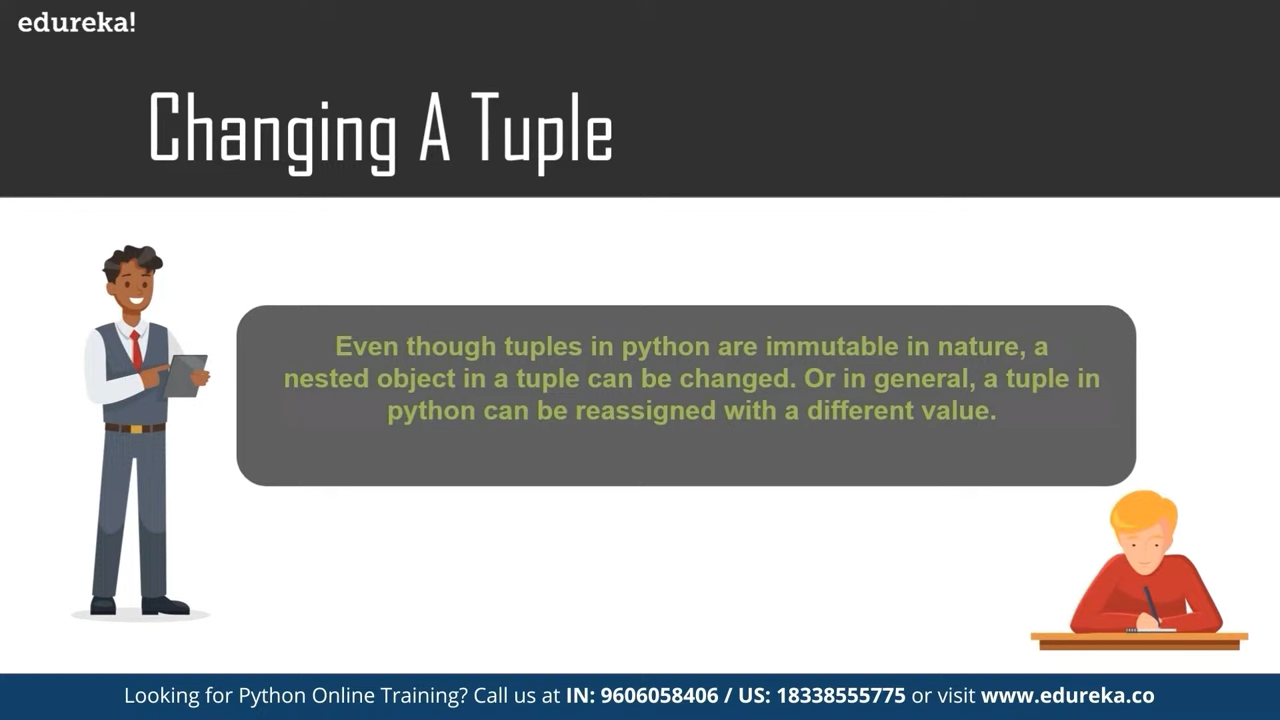 edureka!
Changing A Tuple
Even though tuples in python are immutable in nature, a
nested object in a tuple can be changed. Or in general, a tuple in
python can be reassigned with a different value.
Looking for Python Online Training? Call us at IN: 9606058406 / US: 18338555775 or visit www.edureka.co